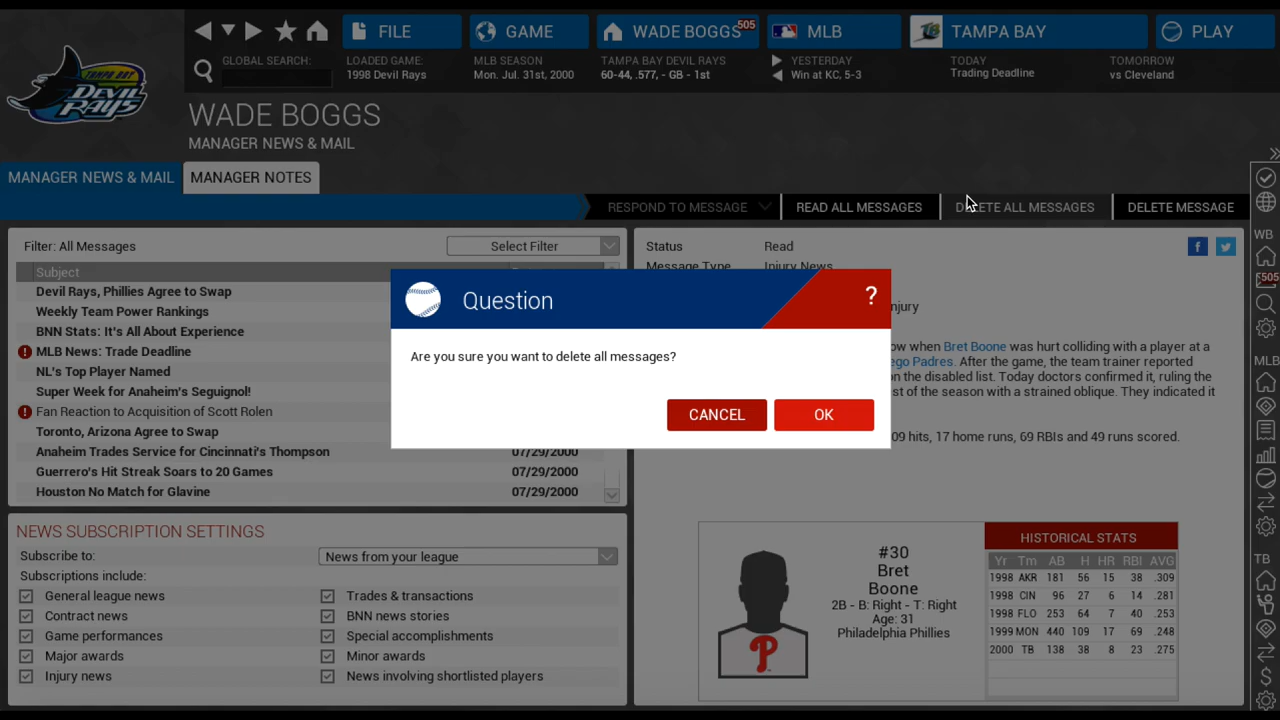 FILE
GAME
WADE BOGGS
505
MLB
TAMPA BAY
PLAY
GLOBAL SEARCH:
LOADED GAME:
1998 Devil Rays
MLB SEASON
Mon. Jul. 31st, 2000
TAMPA BAY DEVIL RAYS
60-44, .577, - GB - 1st
YESTERDAY
Win at KC, 5-3
TODAY
Trading Deadline
TOMORROW
vs Cleveland
TAMPA BAY
DEVIL
RAYS
WADE BOGGS
MANAGER NEWS & MAIL
MANAGER NEWS & MAIL
MANAGER NOTES
RESPOND TO MESSAGE
READ ALL MESSAGES
DELETE ALL MESSAGES
DELETE MESSAGE
Filter: All Messages
Select Filter
Subject
Devil Rays, Phillies Agree to Swap
Weekly Team Power Rankings
BNN Stats: It's All About Experience
MLB News: Trade Deadline
NL's Top Player Named
Super Week for Anaheim's Seguignol!
Fan Reaction to Acquisition of Scott Rolen
Toronto, Arizona Agree to Swap
Anaheim Trades Service for Cincinnati's Thompson 07/29/2000
Guerrero's Hit Streak Soars to 20 Games 07/29/2000
Houston No Match for Glavine 07/29/2000
Status Read
Message Type Injury News
njury
ow when Bret Boone was hurt colliding with a player at a
ego Padres. After the game, the team trainer reported
on the disabled list. Today doctors confirmed it, ruling the
st of the season with a strained oblique. They indicated it
09 hits, 17 home runs, 69 RBIs and 49 runs scored.
Question
?
Are you sure you want to delete all messages?
CANCEL
OK
NEWS SUBSCRIPTION SETTINGS
Subscribe to: News from your league
Subscriptions include:
General league news
Trades & transactions
Contract news
BNN news stories
Game performances
Special accomplishments
Major awards
Minor awards
Injury news
News involving shortlisted players
#30
Bret
Boone
2B - B: Right - T: Right
Age: 31
Philadelphia Phillies
HISTORICAL STATS
Yr Tm AB H HR RBI AVG
1998 AKR 181 56 15 38 .309
1998 CIN 96 27 6 14 .281
1998 FLO 253 64 7 40 .253
1999 MON 440 109 17 69 .248
2000 TB 138 38 8 23 .275
WB
505
MLB
TB